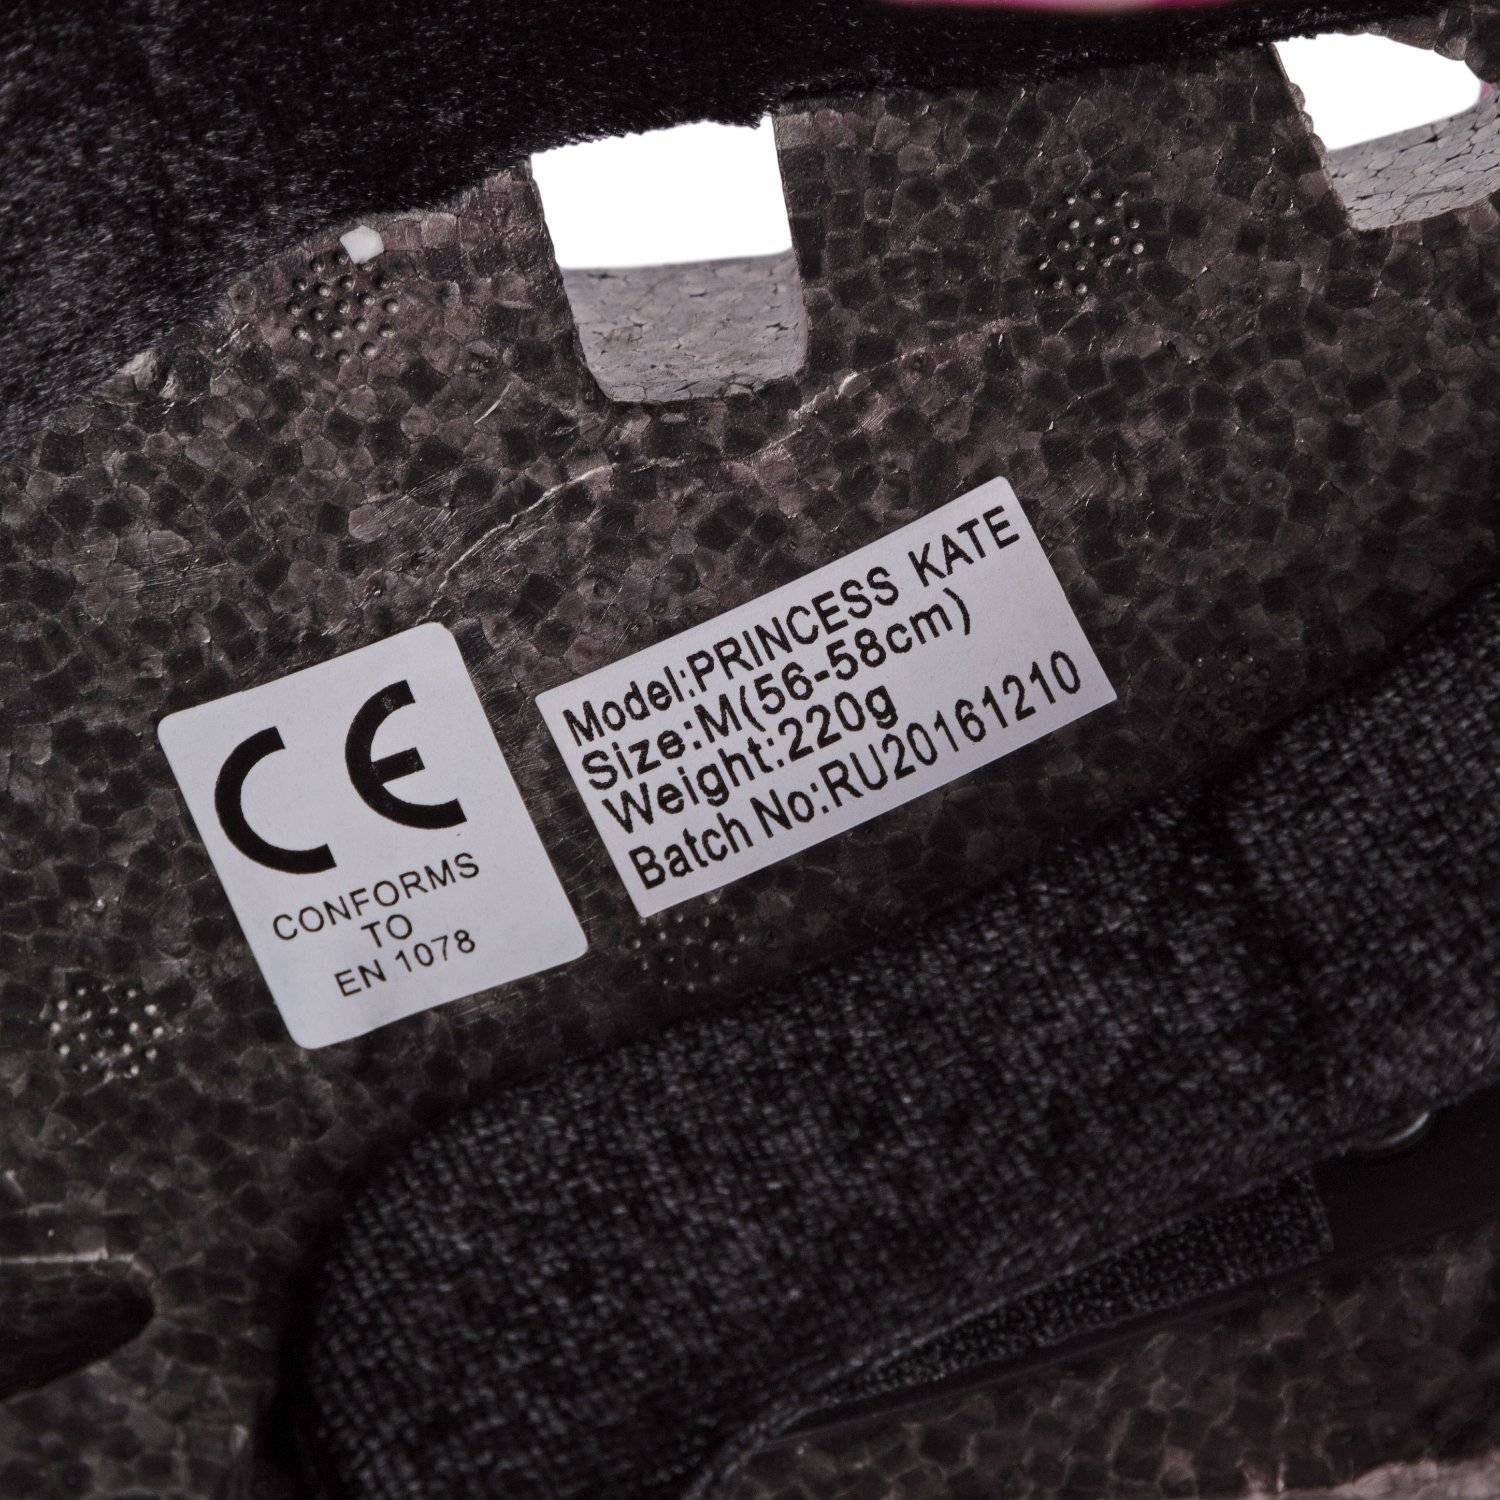 CE
CONFORMS
TO
EN 1078
Model:PRINCESS KATE
Size:M(56-58cm)
Weight:220g
Batch No:RU20161210